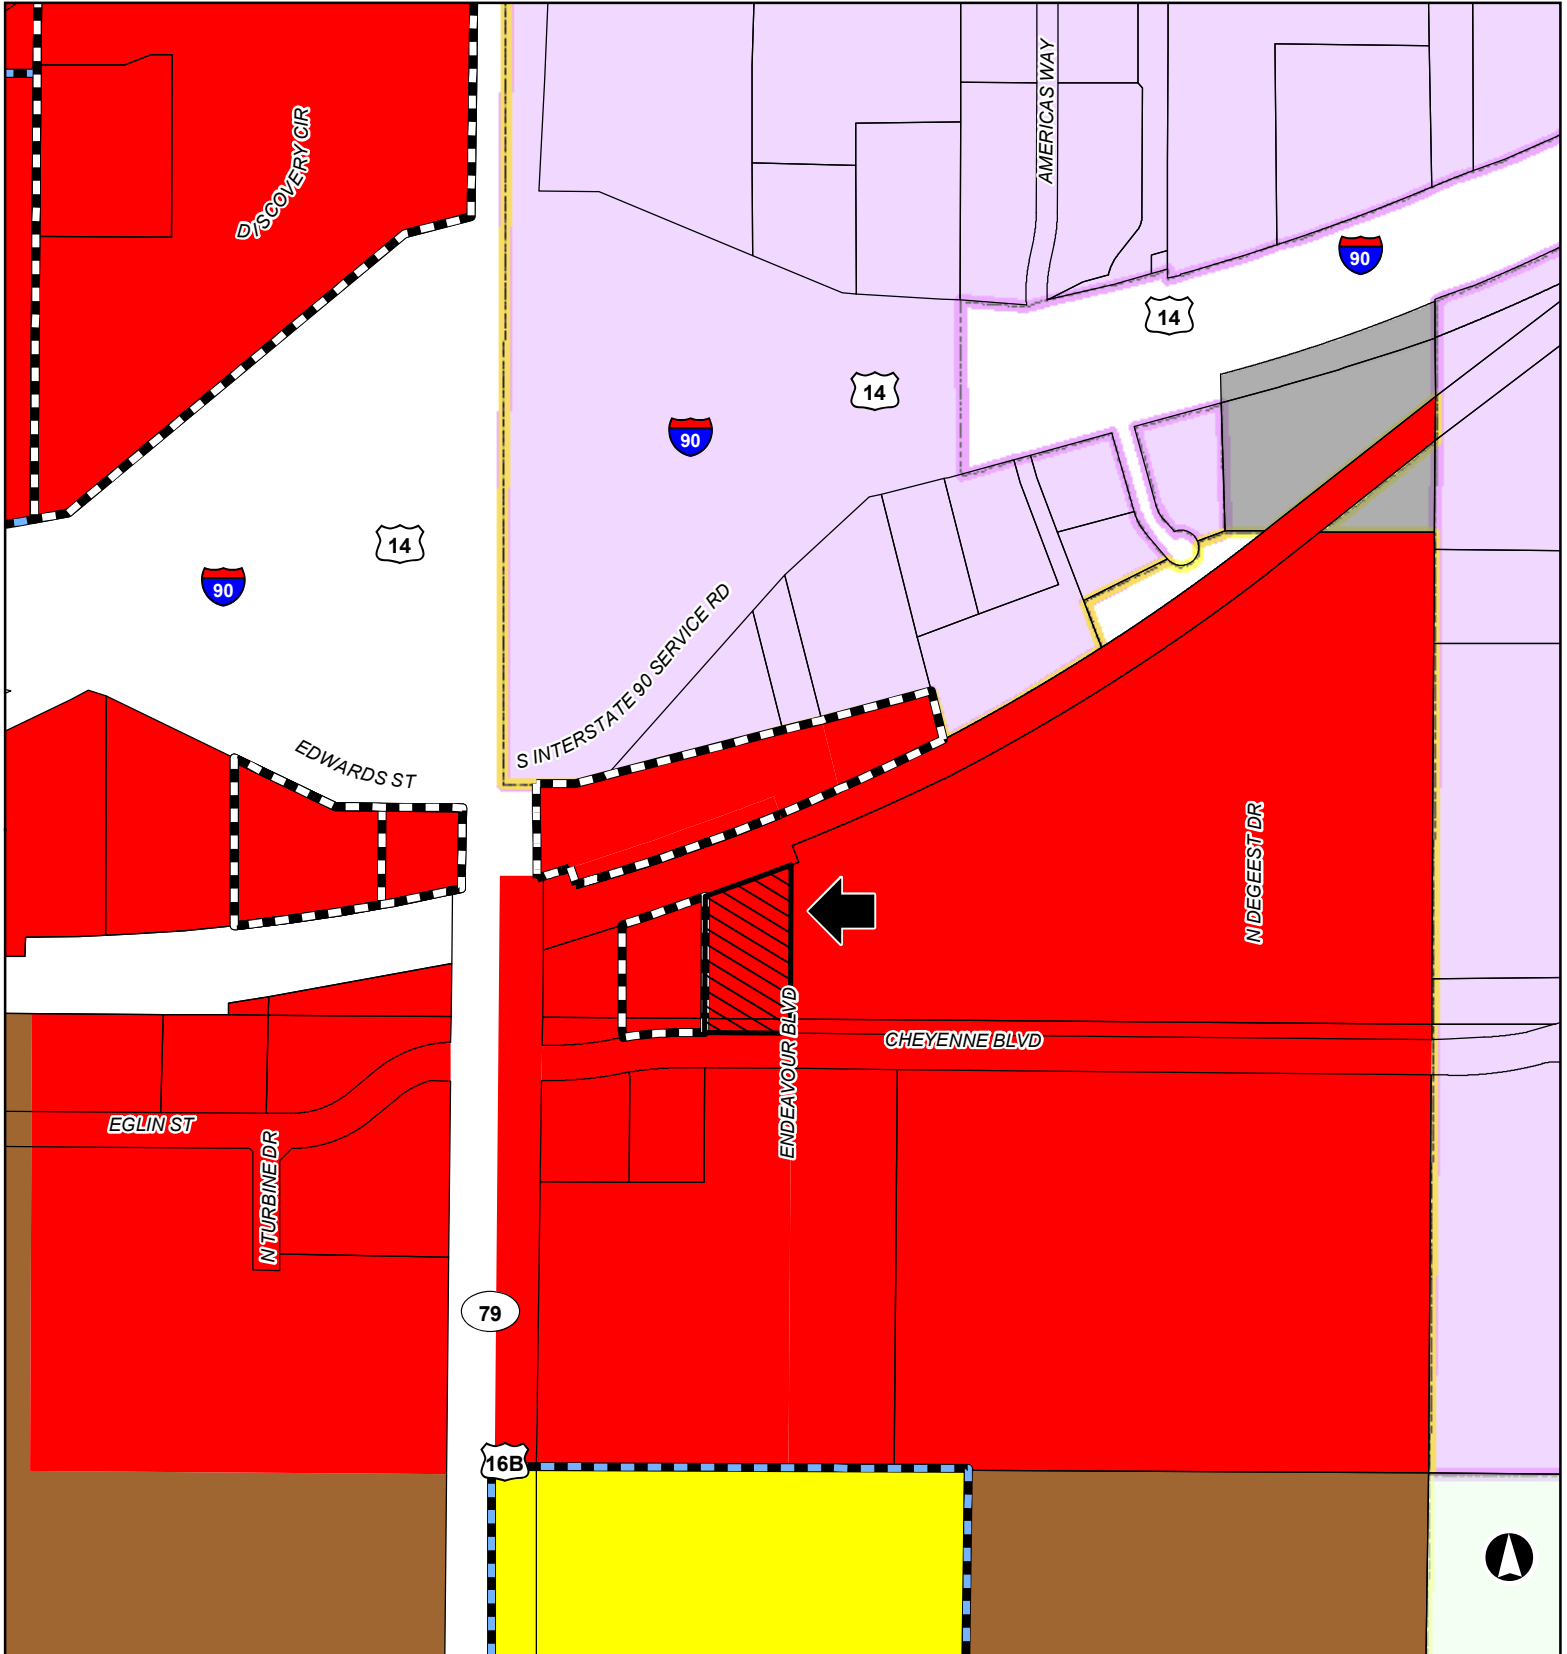 AMERICAS WAY
DISCOVERY CIR
90
14
14
90
14
90
S INTERSTATE 90 SERVICE RD
EDWARDS ST
N DEGEEST DR
ENDEAVOUR BLVD
CHEYENNE BLVD
EGLIN ST
N TURBINE DR
79
16B